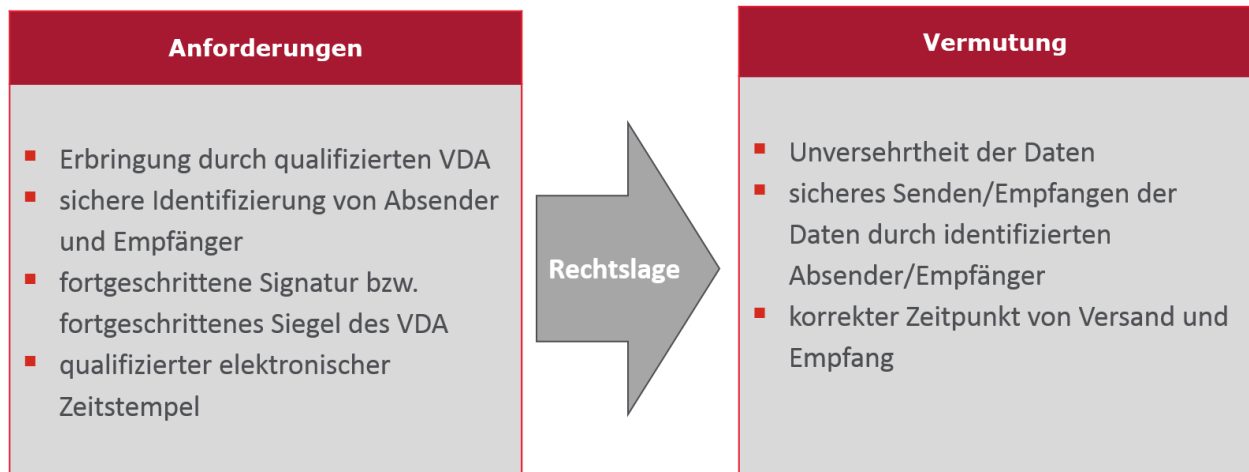 Anforderungen
▪ Erbringung durch qualifizierten VDA
▪ sichere Identifizierung von Absender
und Empfänger
▪ fortgeschrittene Signatur bzw.
fortgeschrittenes Siegel des VDA
▪ qualifizierter elektronischer
Zeitstempel
Rechtslage
Vermutung
▪ Unversehrtheit der Daten
▪ sicheres Senden/Empfangen der
Daten durch identifizierten
Absender/Empfänger
▪ korrekter Zeitpunkt von Versand und
Empfang